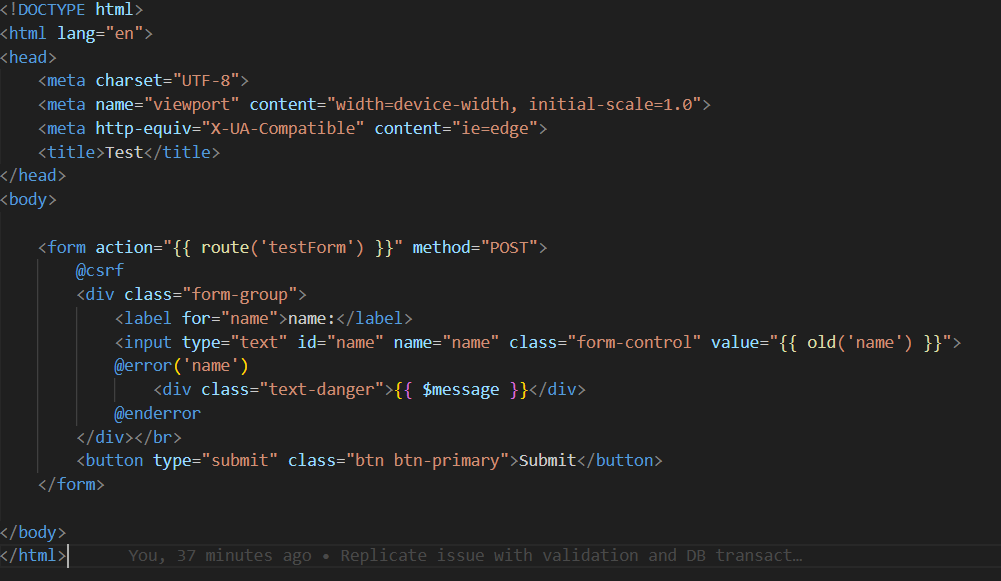 <!DOCTYPE html>
<html lang="en">
<head>
    <meta charset="UTF-8">
    <meta name="viewport" content="width=device-width, initial-scale=1.0">
    <meta http-equiv="X-UA-Compatible" content="ie=edge">
    <title>Test</title>
</head>
<body>
    <form action="{{ route('testForm') }}" method="POST">
        @csrf
        <div class="form-group">
            <label for="name">name:</label>
            <input type="text" id="name" name="name" class="form-control" value="{{ old('name') }}">
            @error('name')
                <div class="text-danger">{{ $message }}</div>
            @enderror
        </div></br>
        <button type="submit" class="btn btn-primary">Submit</button>
    </form>
</body>
</html> You, 37 minutes ago • Replicate issue with validation and DB transact…